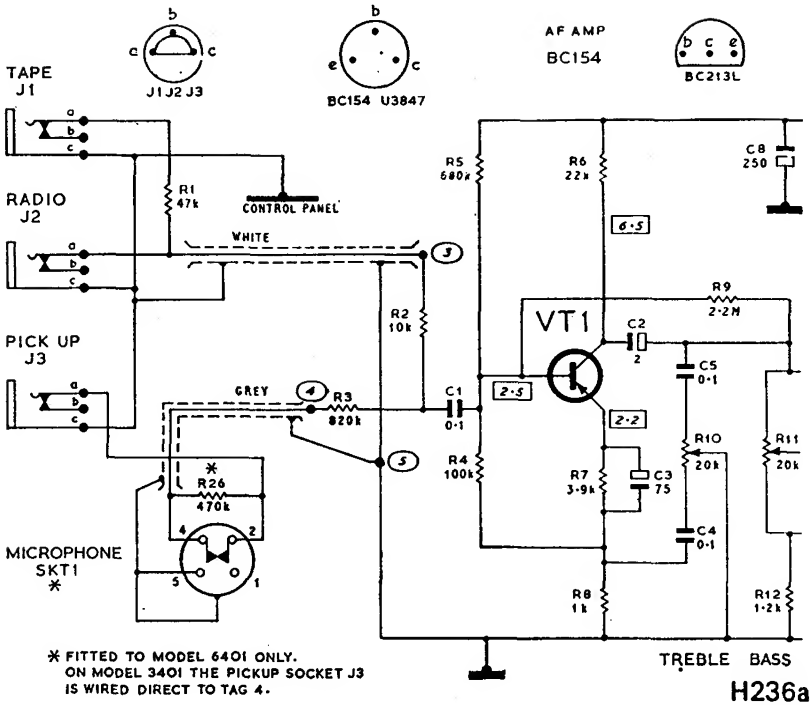 b
a c
J1 J2 J3
b
e c
BC154 U3847
AF AMP
BC154
b c e
BC213L
TAPE
J1
a
b
c
R1
47k
CONTROL PANEL
R5
680k
R6
22k
C8
250
RADIO
J2
a
b
c
WHITE
3
6·5
R2
10k
R9
2·2M
VT1
C2
2
PICK UP
J3
a
b
c
GREY
4
R3
820k
C1
0·1
2·5
2·2
C5
0·1
R4
100k
R7
3·9k
C3
75
R10
20k
R11
20k
5
*
R26
470k
4 2
5 1
MICROPHONE
SKT1
*
C4
0·1
R8
1k
R12
1·2k
* FITTED TO MODEL 6401 ONLY.
ON MODEL 3401 THE PICKUP SOCKET J3
IS WIRED DIRECT TO TAG 4.
TREBLE BASS
H236a